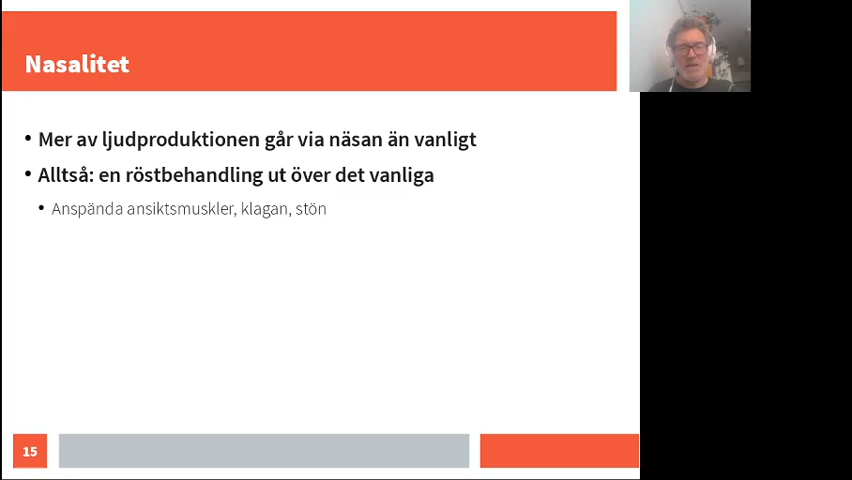 Nasalitet
• Mer av ljudproduktionen går via näsan än vanligt
• Alltså: en röstbehandling ut över det vanliga
• Anspända ansiktsmuskler, klagan, stön
15